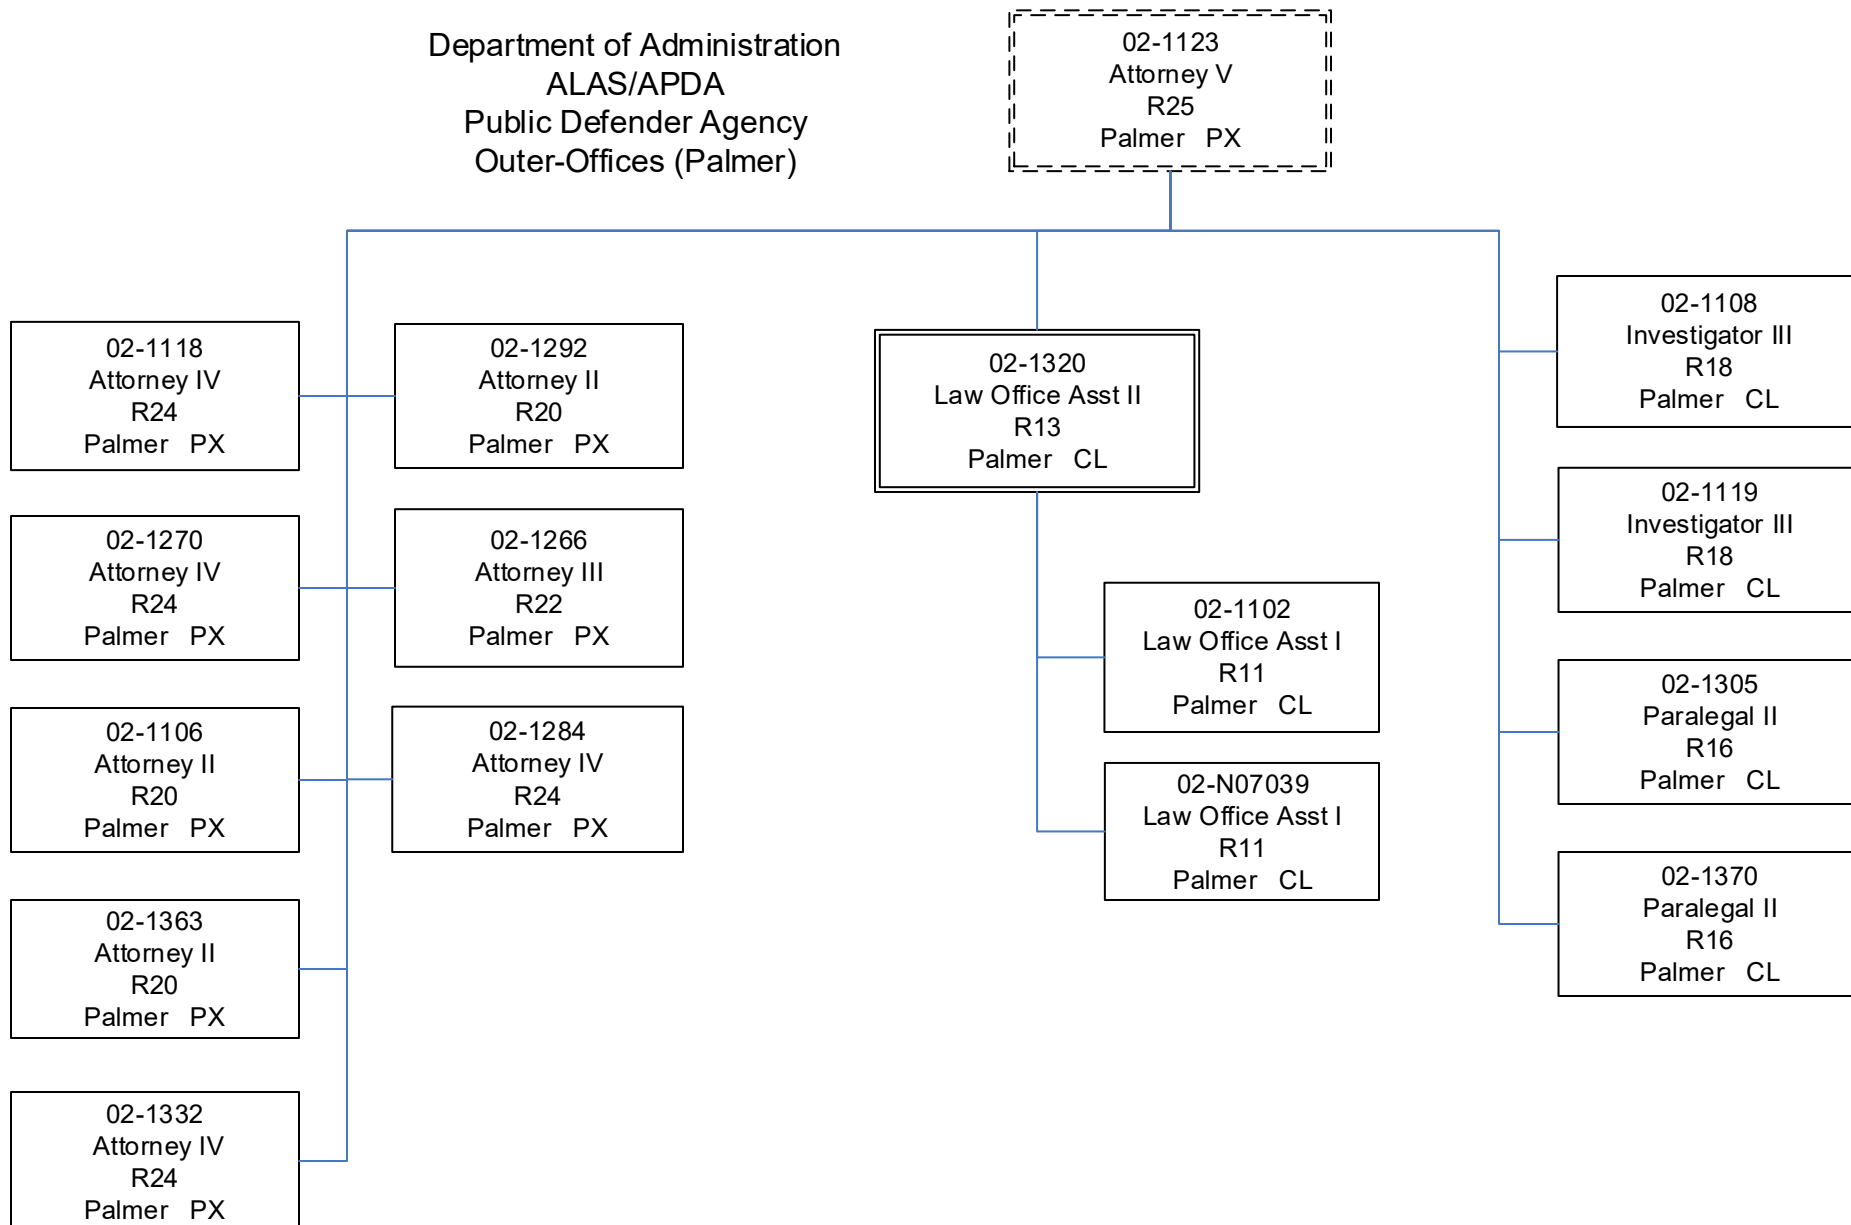 Department of Administration
ALAS/APDA
Public Defender Agency
Outer-Offices (Palmer)
02-1123
Attorney V
R25
Palmer PX
02-1118
Attorney IV
R24
Palmer PX
02-1292
Attorney II
R20
Palmer PX
02-1270
Attorney IV
R24
Palmer PX
02-1266
Attorney III
R22
Palmer PX
02-1106
Attorney II
R20
Palmer PX
02-1284
Attorney IV
R24
Palmer PX
02-1363
Attorney II
R20
Palmer PX
02-1332
Attorney IV
R24
Palmer PX
02-1320
Law Office Asst II
R13
Palmer CL
02-1102
Law Office Asst I
R11
Palmer CL
02-N07039
Law Office Asst I
R11
Palmer CL
02-1108
Investigator III
R18
Palmer CL
02-1119
Investigator III
R18
Palmer CL
02-1305
Paralegal II
R16
Palmer CL
02-1370
Paralegal II
R16
Palmer CL